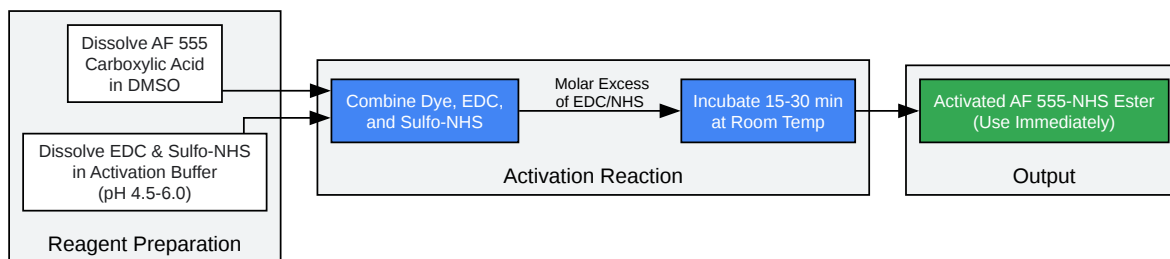 Dissolve AF 555
Carboxylic Acid
in DMSO
Dissolve EDC & Sulfo-NHS
in Activation Buffer
(pH 4.5-6.0)
Reagent Preparation
Combine Dye, EDC,
and Sulfo-NHS
Molar Excess
of EDC/NHS
Incubate 15-30 min
at Room Temp
Activation Reaction
Activated AF 555-NHS Ester
(Use Immediately)
Output